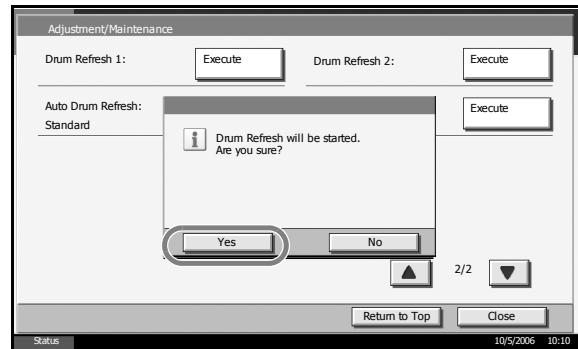 Adjustment/Maintenance
Drum Refresh 1: Execute Drum Refresh 2: Execute
Auto Drum Refresh: Execute
Standard
Drum Refresh will be started.
Are you sure?
Yes No
2/2
Return to Top Close
Status 10/5/2006 10:10